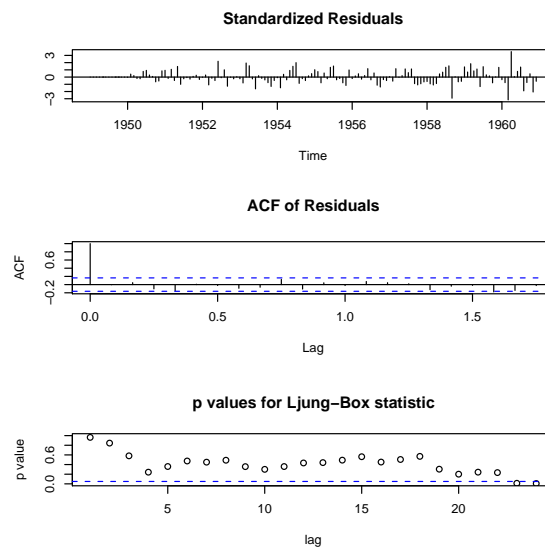 Standardized Residuals
3
0
−3
1950 1952 1954 1956 1958 1960
Time
ACF of Residuals
ACF
0.6
−0.2
0.0 0.5 1.0 1.5
Lag
p values for Ljung−Box statistic
p value
0.6
0.0
5 10 15 20
lag